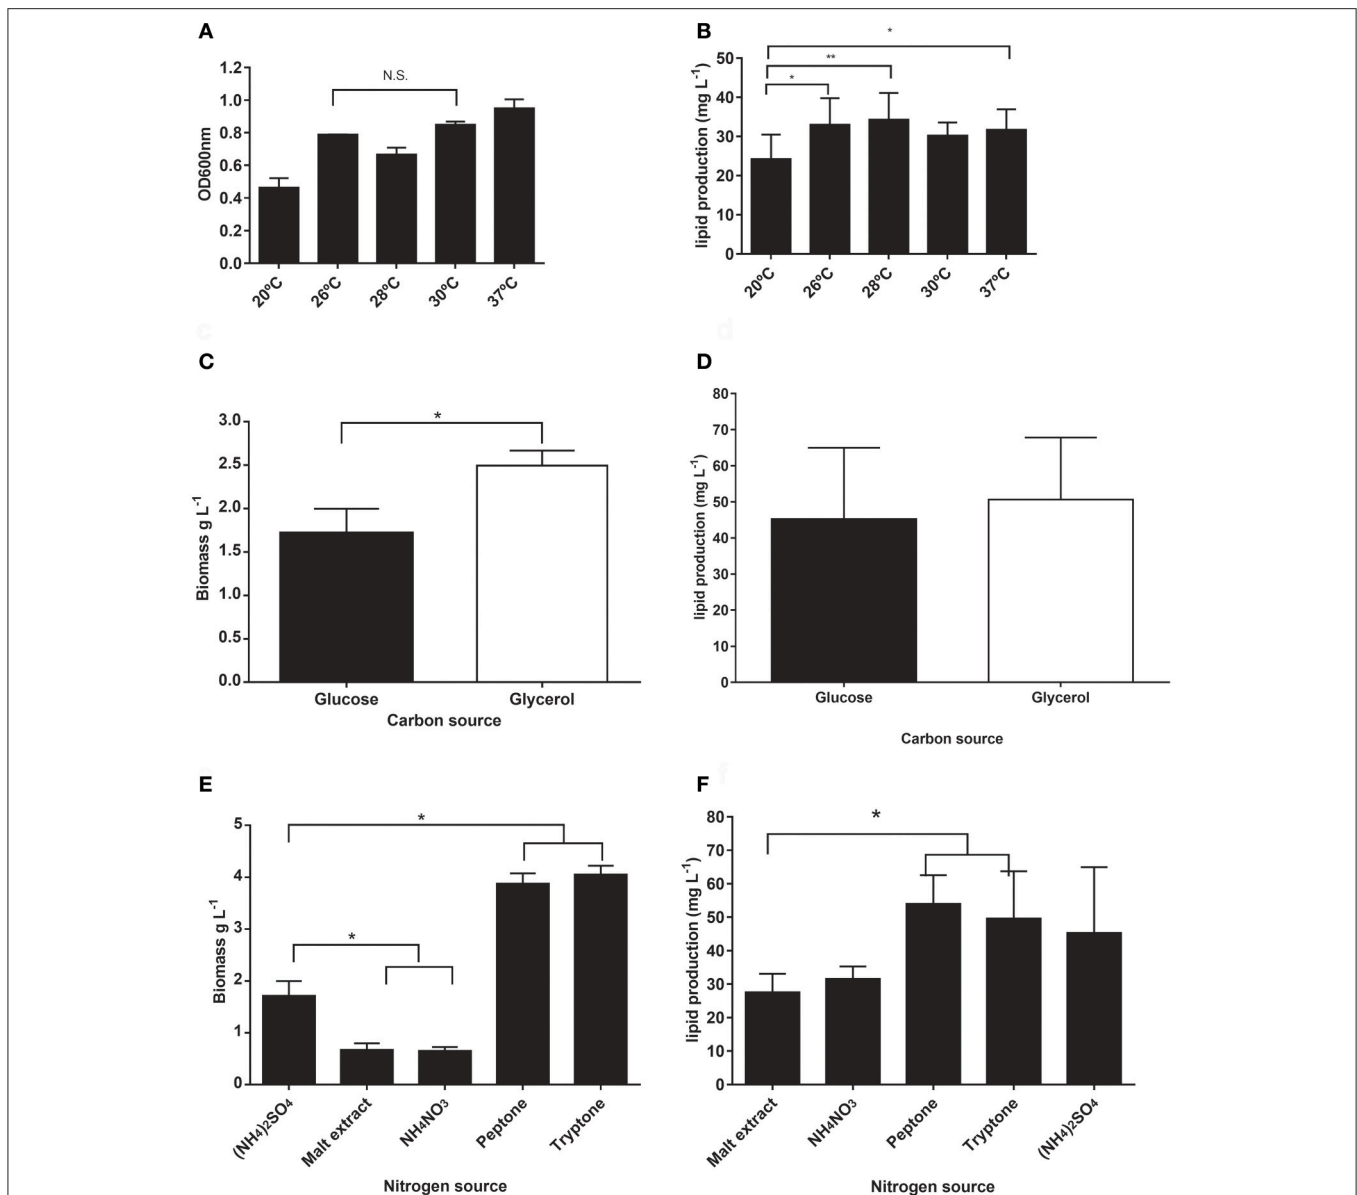 A
B
N.S.
*
**
*
OD600nm
1.2
1.0
0.8
0.6
0.4
0.2
0.0
20ºC
26ºC
28ºC
30ºC
37ºC
lipid production (mg L-1)
50
40
30
20
10
0
20ºC
26ºC
28ºC
30ºC
37ºC
c
d
C
D
*
Biomass g L-1
3.0
2.5
2.0
1.5
1.0
0.5
0.0
Glucose
Glycerol
Carbon source
lipid production (mg L-1)
80
70
60
50
40
30
20
10
0
Glucose
Glycerol
Carbon source
f
E
F
*
*
Biomass g L-1
5
4
3
2
1
0
(NH4)2SO4
Malt extract
NH4NO3
Peptone
Tryptone
Nitrogen source
*
lipid production (mg L-1)
80
70
60
50
40
30
20
10
0
Malt extract
NH4NO3
Peptone
Tryptone
(NH4)2SO4
Nitrogen source